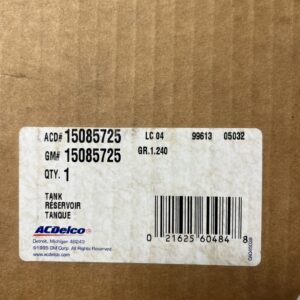 ACD# 15085725 LC 04 99613 05032
GM# 15085725 GR.1.240
QTY. 1
TANK
RÉSERVOIR
TANQUE
ACDelco
Detroit, Michigan 48243
©1995 GM Corp. All Rights Reserved
www.acdelco.com
0 21625 60484 8